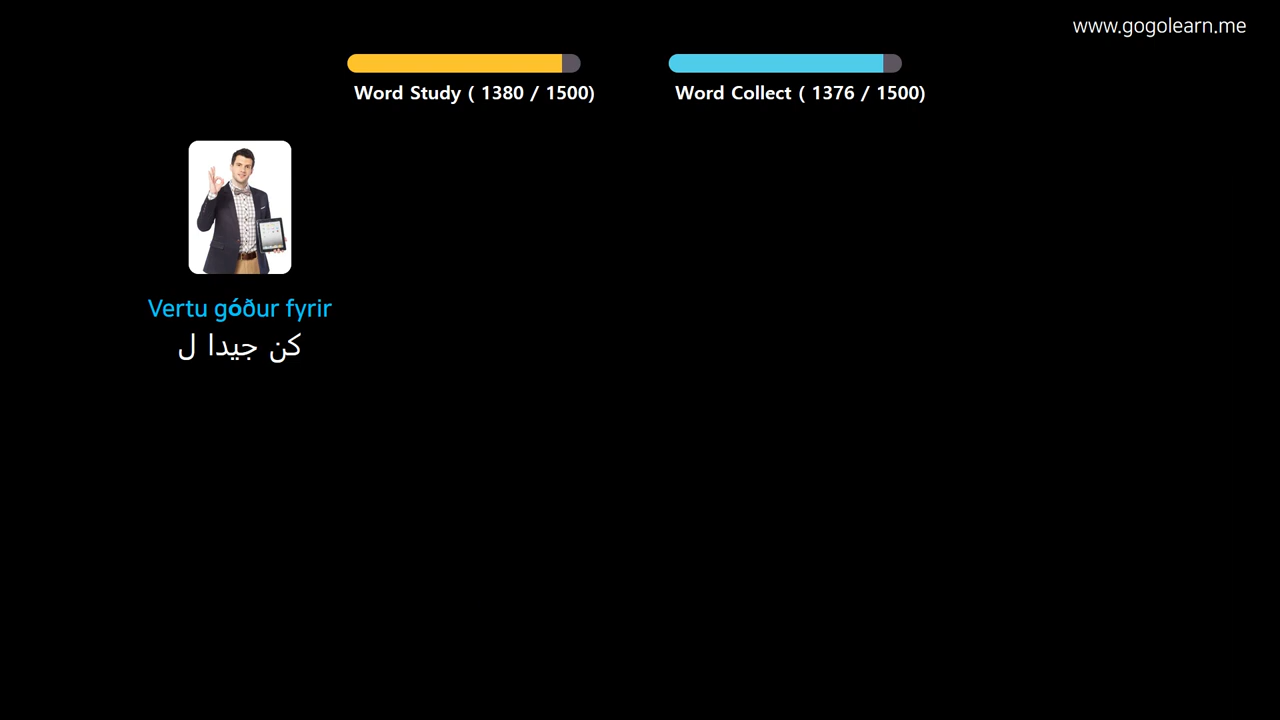 www.gogolearn.me
Word Study ( 1380 / 1500)
Word Collect ( 1376 / 1500)
Vertu góður fyrir
كن جيدا ل